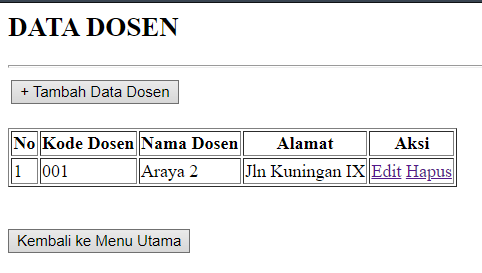 DATA DOSEN
+ Tambah Data Dosen
No Kode Dosen Nama Dosen Alamat Aksi
1 001 Araya 2 Jln Kuningan IX Edit Hapus
Kembali ke Menu Utama